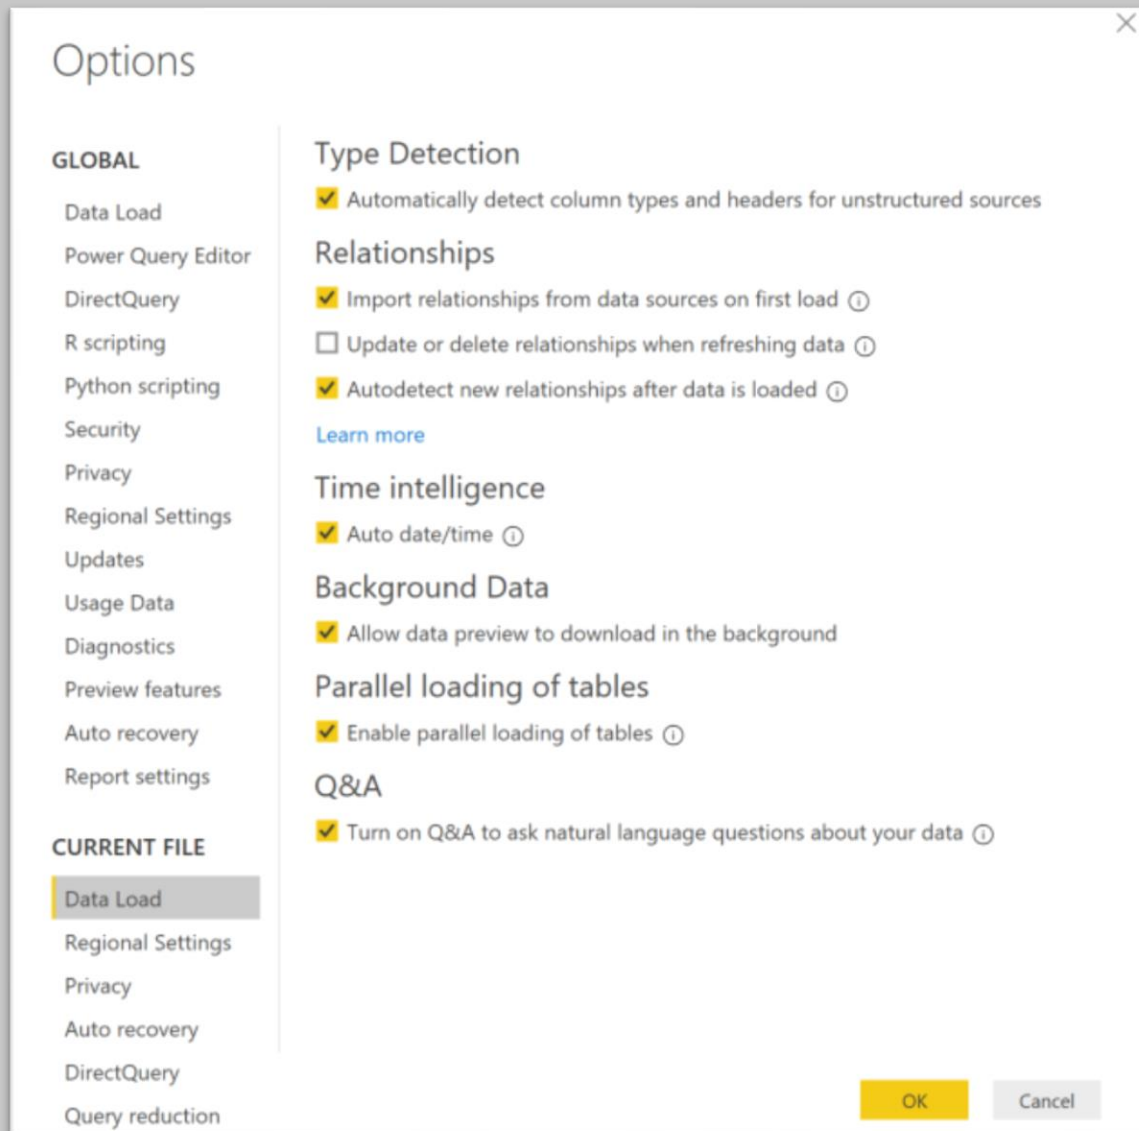 Options
GLOBAL
Data Load
Power Query Editor
DirectQuery
R scripting
Python scripting
Security
Privacy
Regional Settings
Updates
Usage Data
Diagnostics
Preview features
Auto recovery
Report settings
CURRENT FILE
Data Load
Regional Settings
Privacy
Auto recovery
DirectQuery
Query reduction
Type Detection
Automatically detect column types and headers for unstructured sources
Relationships
Import relationships from data sources on first load
Update or delete relationships when refreshing data
Autodetect new relationships after data is loaded
Learn more
Time intelligence
Auto date/time
Background Data
Allow data preview to download in the background
Parallel loading of tables
Enable parallel loading of tables
Q&A
Turn on Q&A to ask natural language questions about your data
OK
Cancel